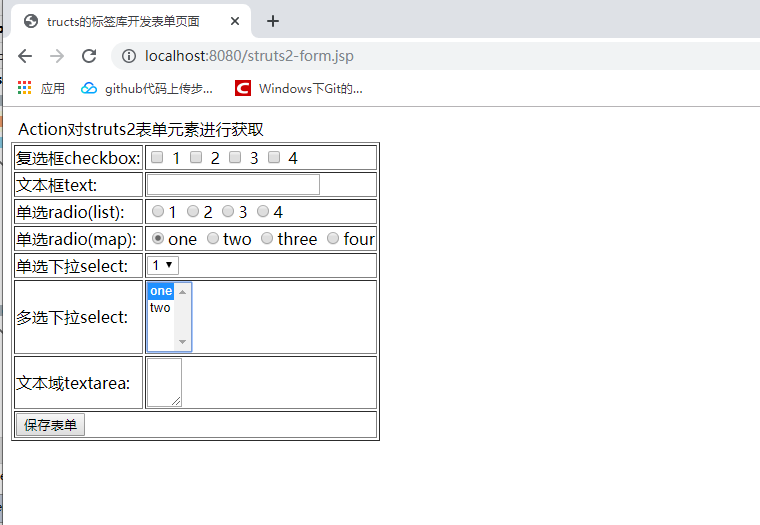 tructs的标签库开发表单页面
localhost:8080/struts2-form.jsp
应用 github代码上传步... Windows下Git的...
Action对struts2表单元素进行获取
复选框checkbox: 1 2 3 4
文本框text:
单选radio(list): 1 2 3 4
单选radio(map): one two three four
单选下拉select: 1
多选下拉select: one
two
文本域textarea:
保存表单